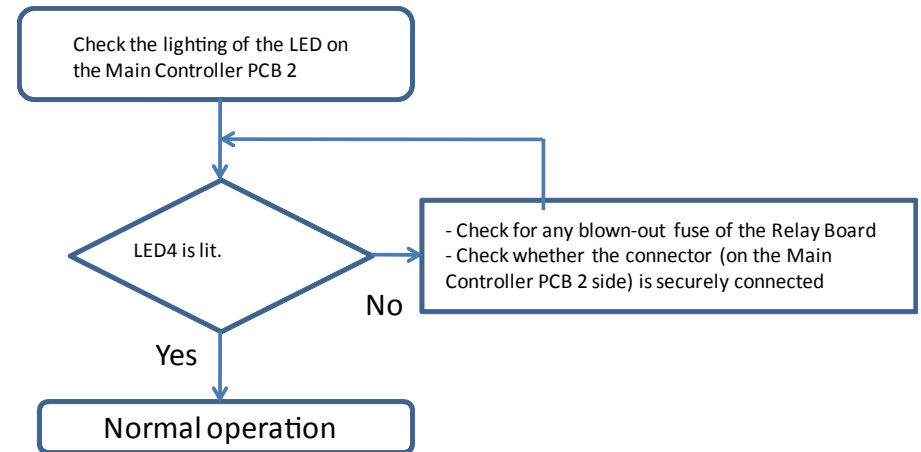 Check the lighting of the LED on
the Main Controller PCB 2
LED4 is lit.
- Check for any blown-out fuse of the Relay Board
- Check whether the connector (on the Main
Controller PCB 2 side) is securely connected
No
Yes
Normal operation